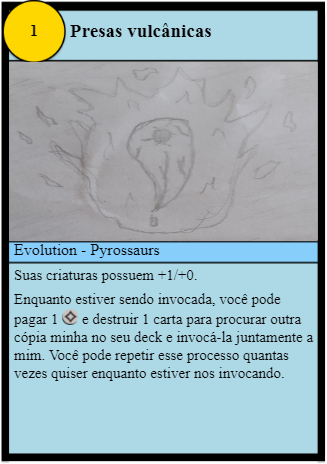 1
Presas vulcânicas
Evolution - Pyrossaurs
Suas criaturas possuem +1/+0.
Enquanto estiver sendo invocada, você pode
pagar 1 e destruir 1 carta para procurar outra
cópia minha no seu deck e invocá-la juntamente a
mim. Você pode repetir esse processo quantas
vezes quiser enquanto estiver nos invocando.